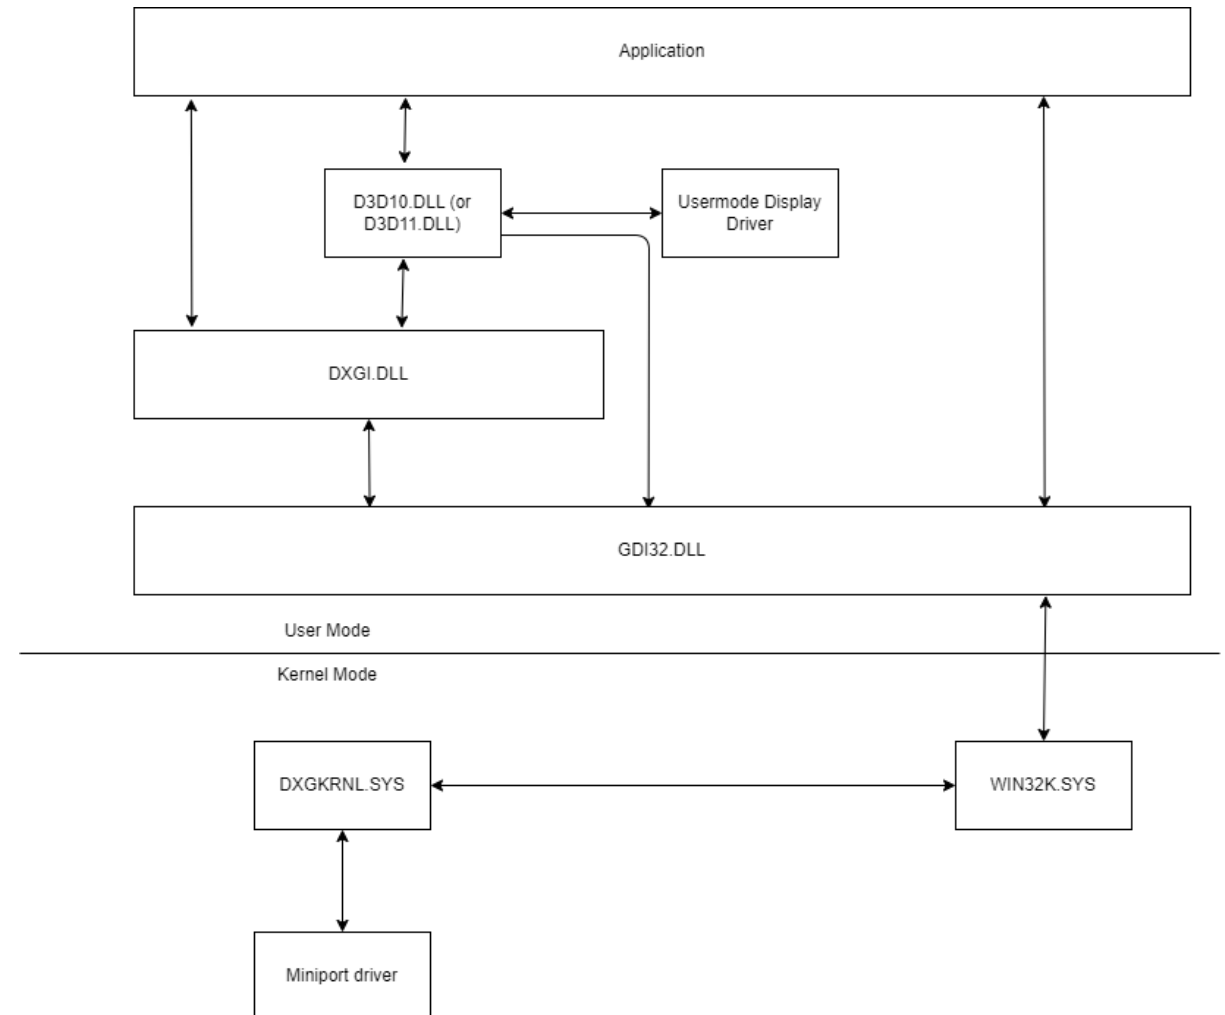 Application
D3D10.DLL (or
D3D11.DLL)
Usermode Display
Driver
DXGI.DLL
GDI32.DLL
User Mode
Kernel Mode
DXGKRNL.SYS
WIN32K.SYS
Miniport driver